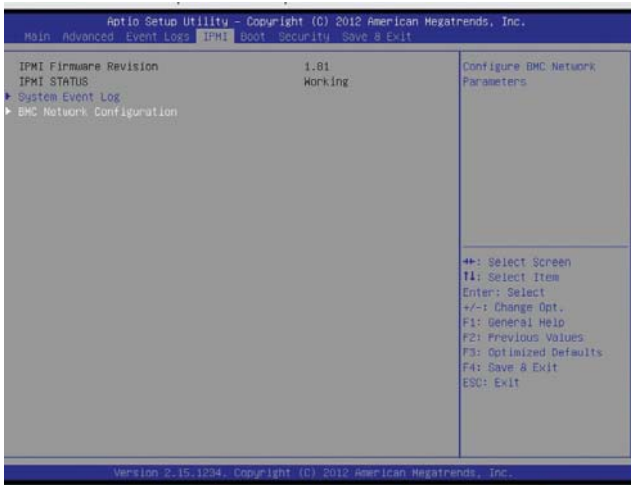 Aptio Setup Utility – Copyright (C) 2012 American Megatrends, Inc.
Main Advanced Event Logs IPMI Boot Security Save & Exit
IPMI Firmware Revision 1.81
IPMI STATUS Working
System Event Log
BMC Network Configuration
Configure BMC Network
Parameters
→←: Select Screen
↑↓: Select Item
Enter: Select
+/-: Change Opt.
F1: General Help
F2: Previous Values
F3: Optimized Defaults
F4: Save & Exit
ESC: Exit
Version 2.15.1234. Copyright (C) 2012 American Megatrends, Inc.